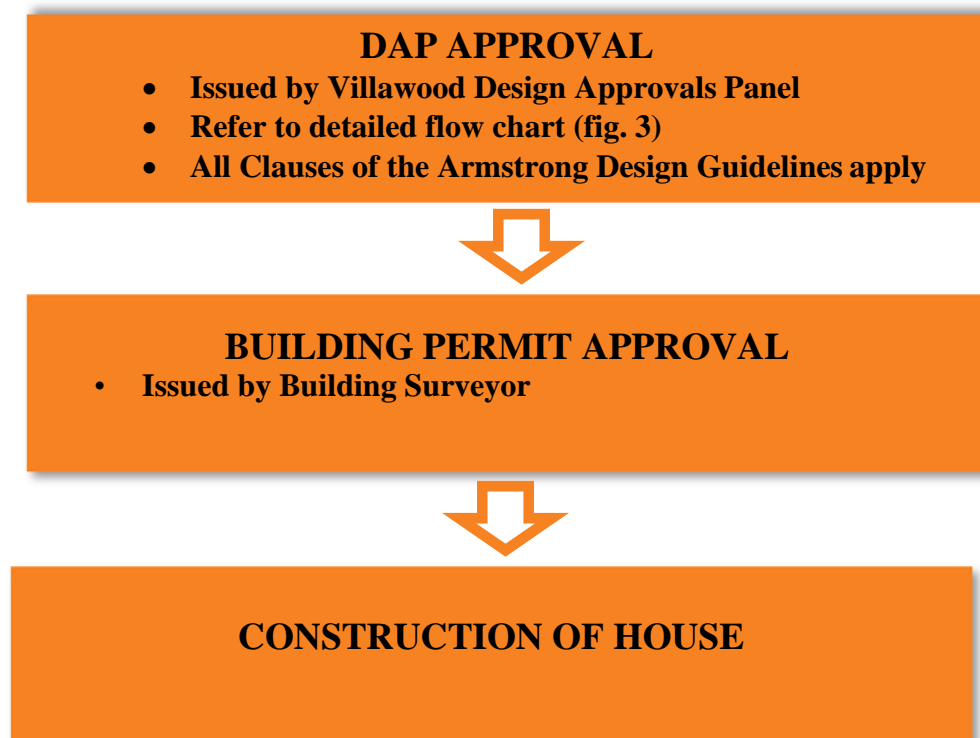 DAP APPROVAL
• Issued by Villawood Design Approvals Panel
• Refer to detailed flow chart (fig. 3)
• All Clauses of the Armstrong Design Guidelines apply
BUILDING PERMIT APPROVAL
• Issued by Building Surveyor
CONSTRUCTION OF HOUSE